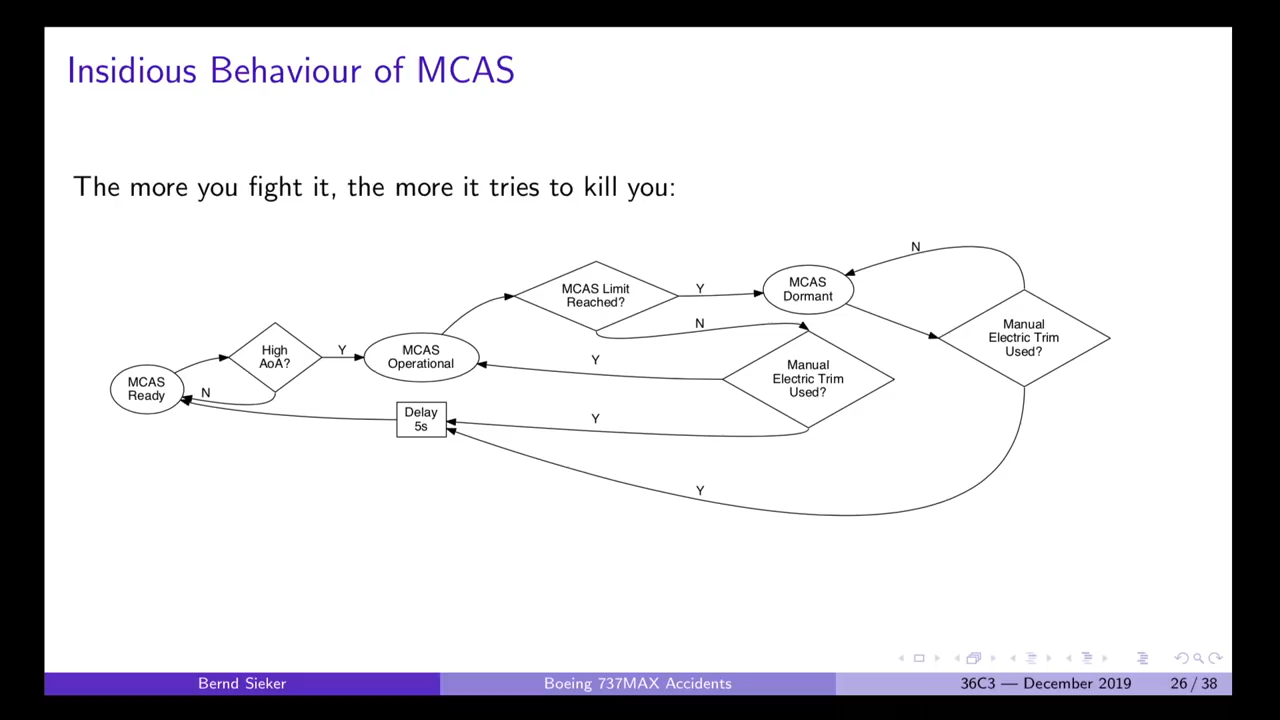 Insidious Behaviour of MCAS
The more you fight it, the more it tries to kill you:
MCAS
Ready
High
AoA?
Y
N
MCAS
Operational
MCAS Limit
Reached?
Y
N
MCAS
Dormant
N
Manual
Electric Trim
Used?
Manual
Electric Trim
Used?
Y
Y
Delay
5s
Y
Bernd Sieker
Boeing 737MAX Accidents
36C3 — December 2019
26 / 38